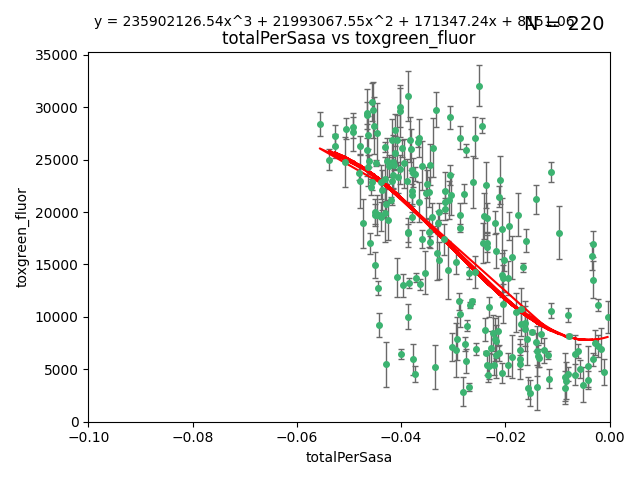 y = 235902126.54x^3 + 21993067.55x^2 + 171347.24x +
N = 220
totalPerSasa vs toxgreen_fluor
35000
30000
25000
20000
15000
10000
5000
0
toxgreen_fluor
−0.10 −0.08 −0.06 −0.04 −0.02 0.00
totalPerSasa